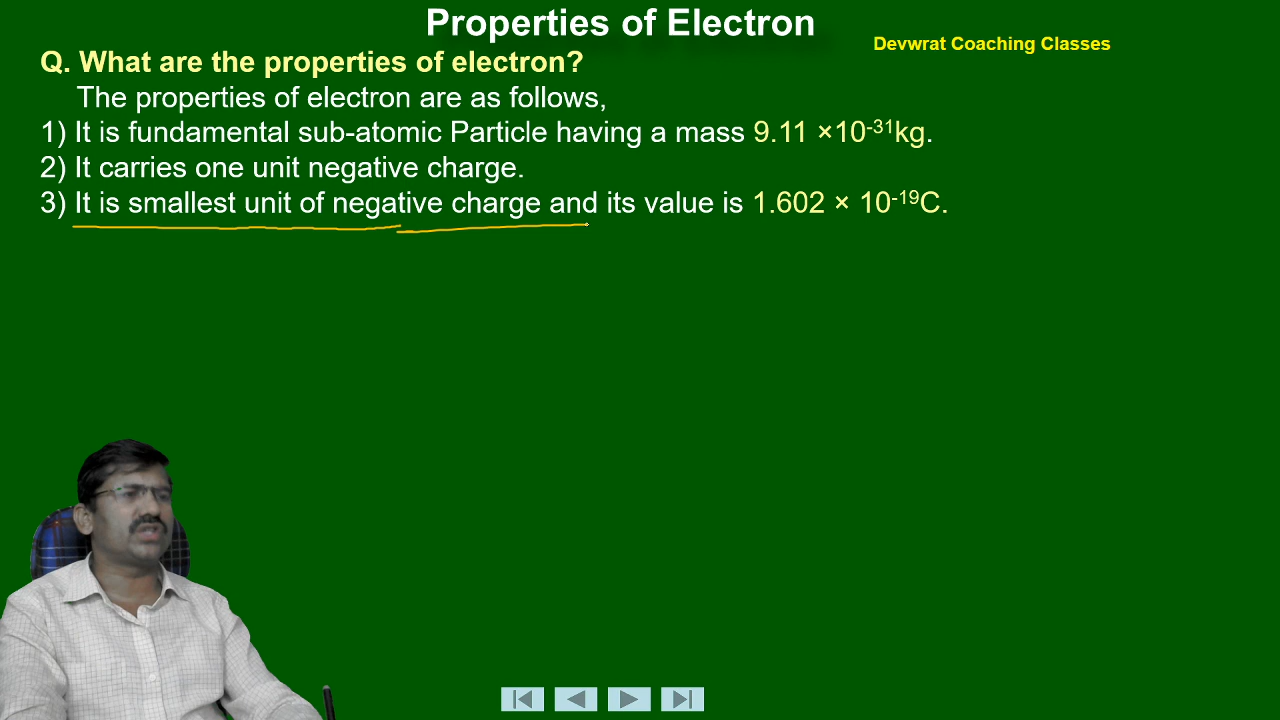 Properties of Electron
Devwrat Coaching Classes
Q. What are the properties of electron?
The properties of electron are as follows,
1) It is fundamental sub-atomic Particle having a mass 9.11 ×10⁻³¹kg.
2) It carries one unit negative charge.
3) It is smallest unit of negative charge and its value is 1.602 × 10⁻¹⁹C.